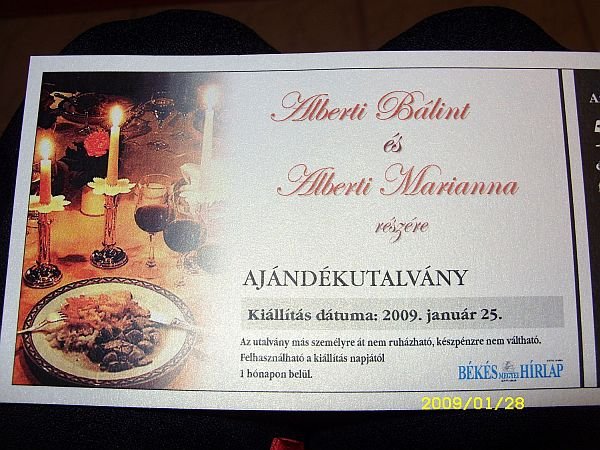 Alberti Bálint
és
Alberti Marianna
részére
AJÁNDÉKUTALVÁNY
Kiállítás dátuma: 2009. január 25.
Az utalvány más személyre át nem ruházható, készpénzre nem váltható.
Felhasználható a kiállítás napjától
1 hónapon belül.
BÉKÉS MEGYEI HÍRLAP
2009/01/28